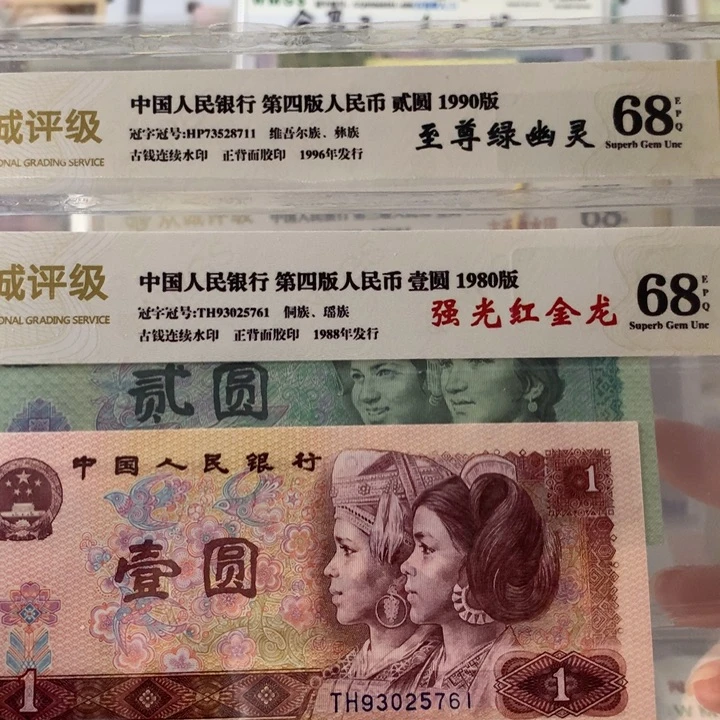 诚评级
ONAL GRADING SERVICE
中国人民银行 第四版人民币 贰圆 1990版
冠字冠号:HP73528711 维吾尔族、彝族
古钱连续水印 正背面胶印 1996年发行
至尊绿幽灵
68 EPQ
Superb Gem Unc
诚评级
ONAL GRADING SERVICE
中国人民银行 第四版人民币 壹圆 1980版
冠字冠号:TH93025761 侗族、瑶族
古钱连续水印 正背面胶印 1988年发行
强光红金龙
68 EPQ
Superb Gem Unc
贰圆
中国人民银行
1
壹圆
1
TH93025761
1